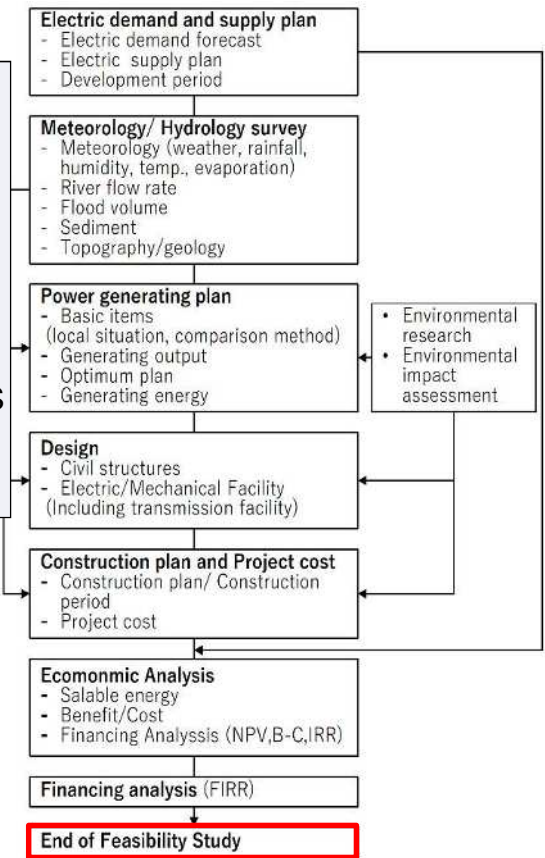 Electric demand and supply plan
- Electric demand forecast
- Electric supply plan
- Development period
Meteorology/ Hydrology survey
- Meteorology (weather, rainfall,
humidity, temp., evaporation)
- River flow rate
- Flood volume
- Sediment
- Topography/geology
Power generating plan
- Basic items
(local situation, comparison method)
- Generating output
- Optimum plan
- Generating energy
• Environmental
research
• Environmental
impact
assessment
s
Design
- Civil structures
- Electric/Mechanical Facility
(Including transmission facility)
Construction plan and Project cost
- Construction plan/ Construction
period
- Project cost
Ecomonmic Analysis
- Salable energy
- Benefit/Cost
- Financing Analyssis (NPV,B-C,IRR)
Financing analysis (FIRR)
End of Feasibility Study